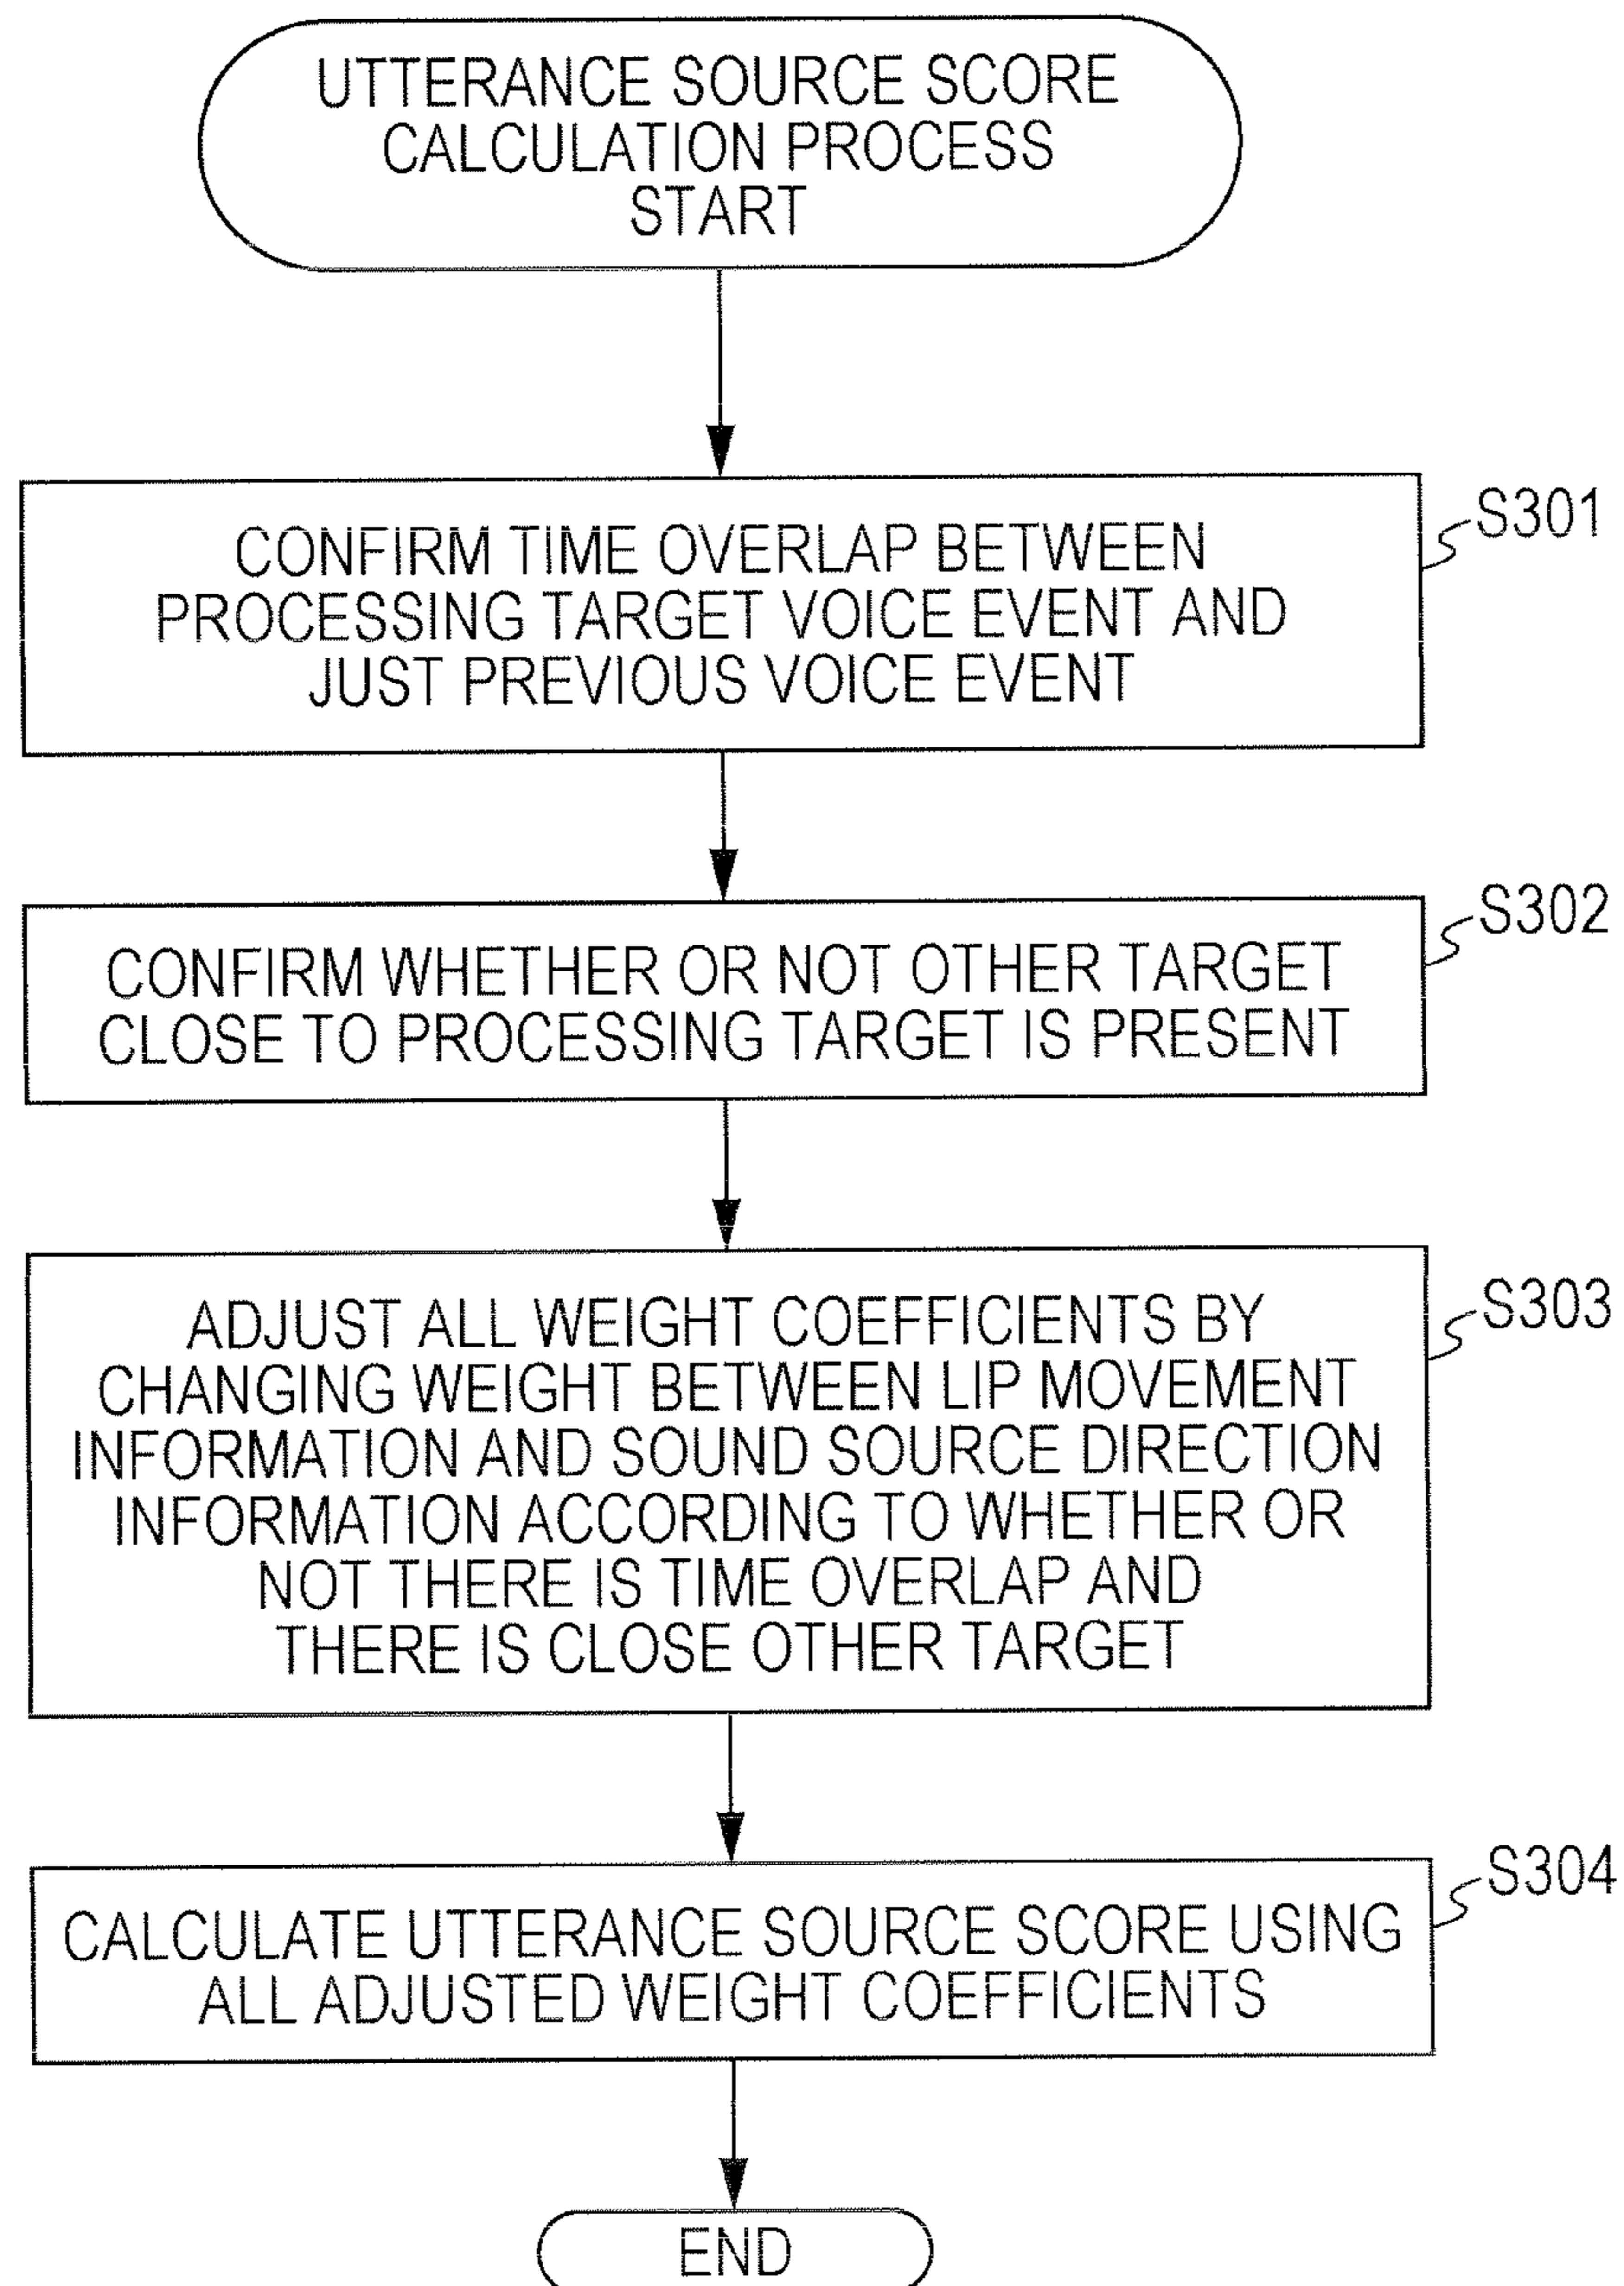 UTTERANCE SOURCE SCORE
CALCULATION PROCESS
START
CONFIRM TIME OVERLAP BETWEEN
PROCESSING TARGET VOICE EVENT AND
JUST PREVIOUS VOICE EVENT
S301
CONFIRM WHETHER OR NOT OTHER TARGET
CLOSE TO PROCESSING TARGET IS PRESENT
S302
ADJUST ALL WEIGHT COEFFICIENTS BY
CHANGING WEIGHT BETWEEN LIP MOVEMENT
INFORMATION AND SOUND SOURCE DIRECTION
INFORMATION ACCORDING TO WHETHER OR
NOT THERE IS TIME OVERLAP AND
THERE IS CLOSE OTHER TARGET
S303
CALCULATE UTTERANCE SOURCE SCORE USING
ALL ADJUSTED WEIGHT COEFFICIENTS
S304
END